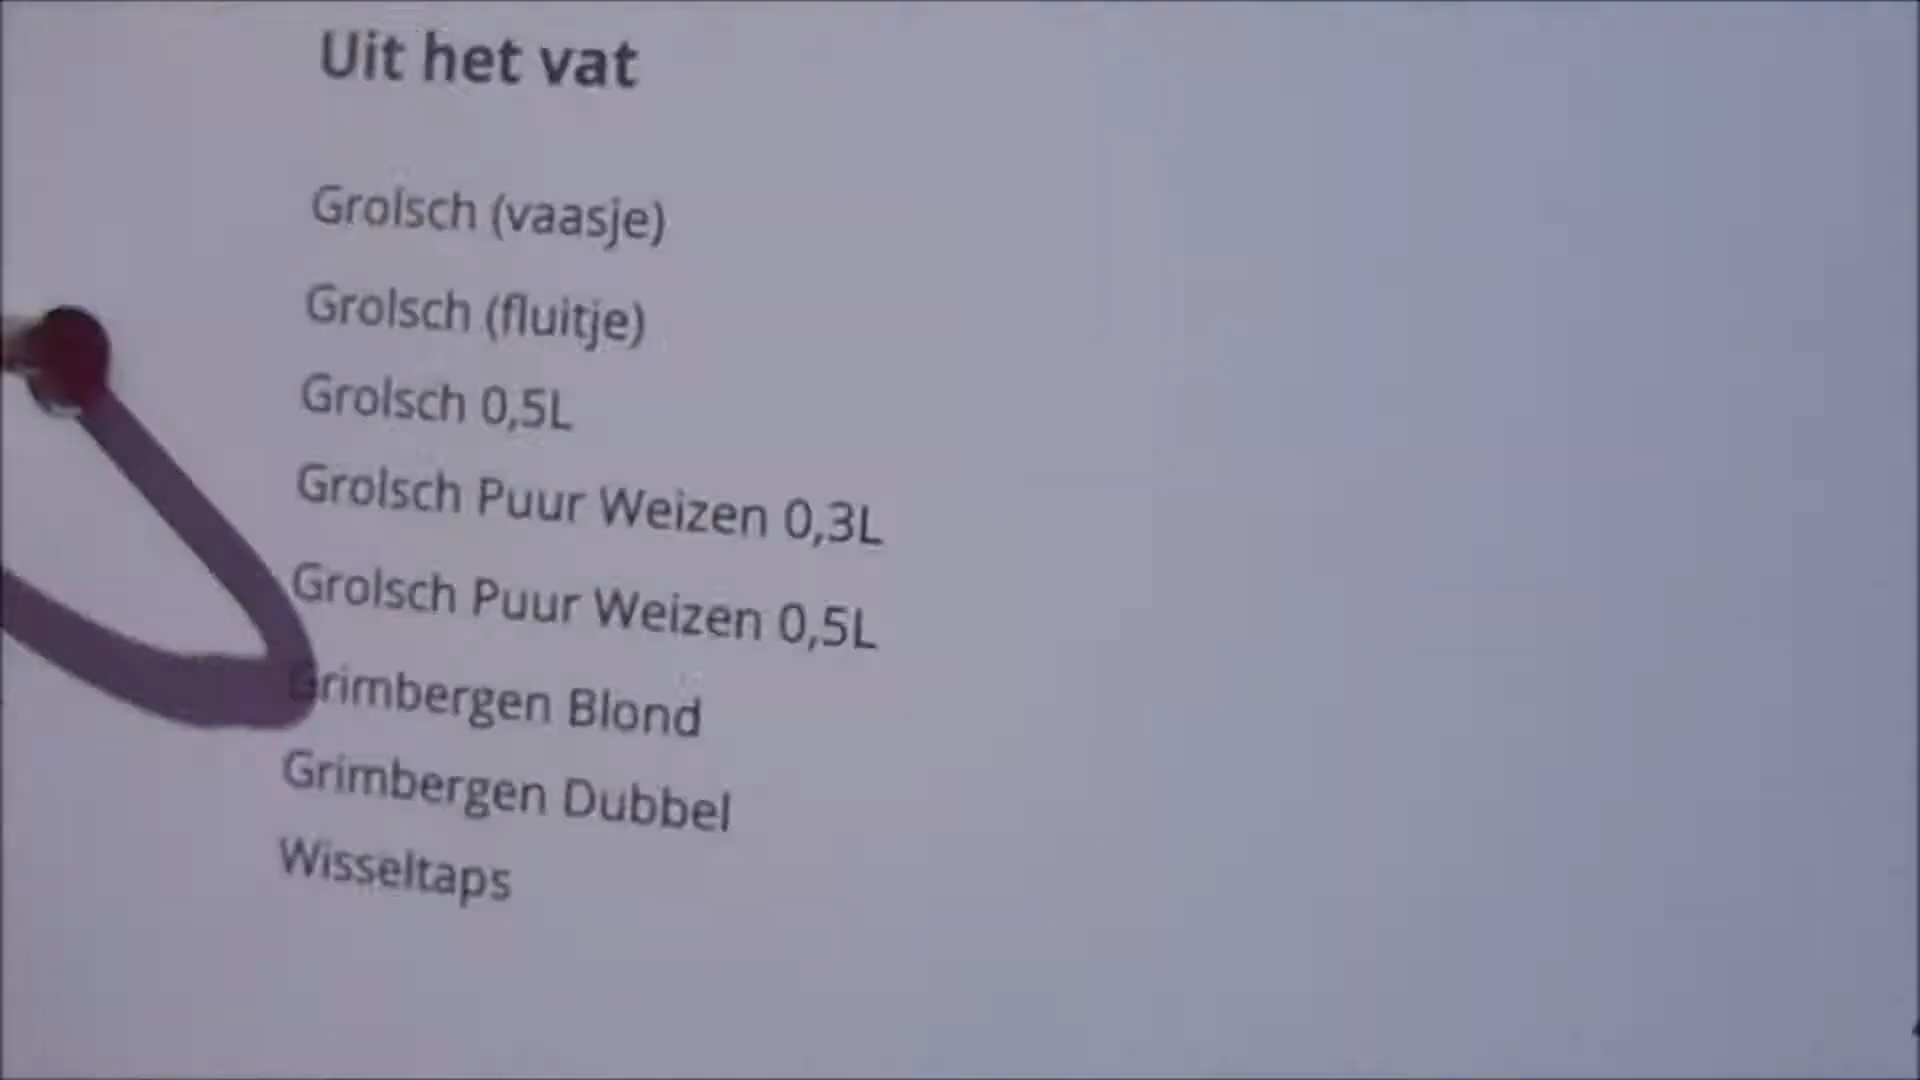 Uit het vat
Grolsch (vaasje)
Grolsch (fluitje)
Grolsch 0,5L
Grolsch Puur Weizen 0,3L
Grolsch Puur Weizen 0,5L
Grimbergen Blond
Grimbergen Dubbel
Wisseltaps